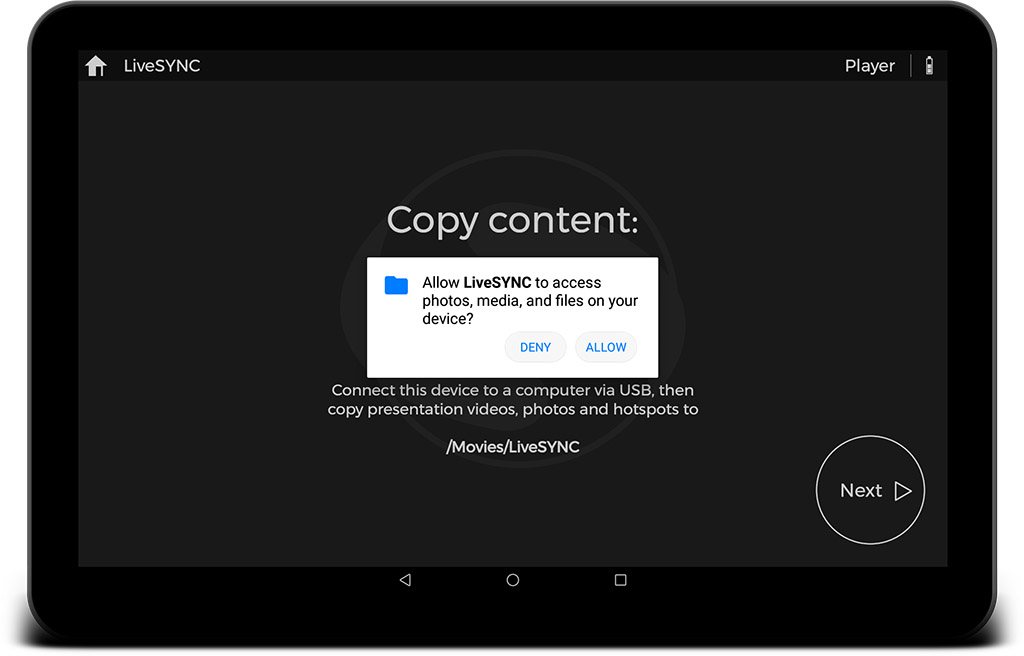 LiveSYNC
Player
Copy content:
Allow LiveSYNC to access
photos, media, and files on your
device?
DENY
ALLOW
Connect this device to a computer via USB, then
copy presentation videos, photos and hotspots to
/Movies/LiveSYNC
Next